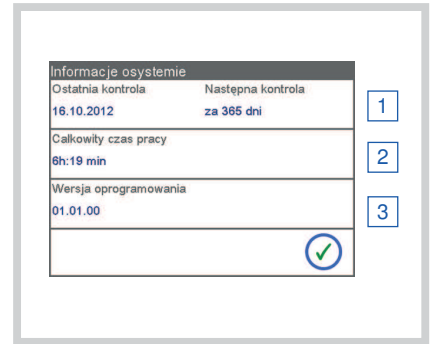 Informacje osystemie
Ostatnia kontrola Następna kontrola
16.10.2012 za 365 dni
1
Calkowity czas pracy
6h:19 min
2
Wersja oprogramowania
01.01.00
3